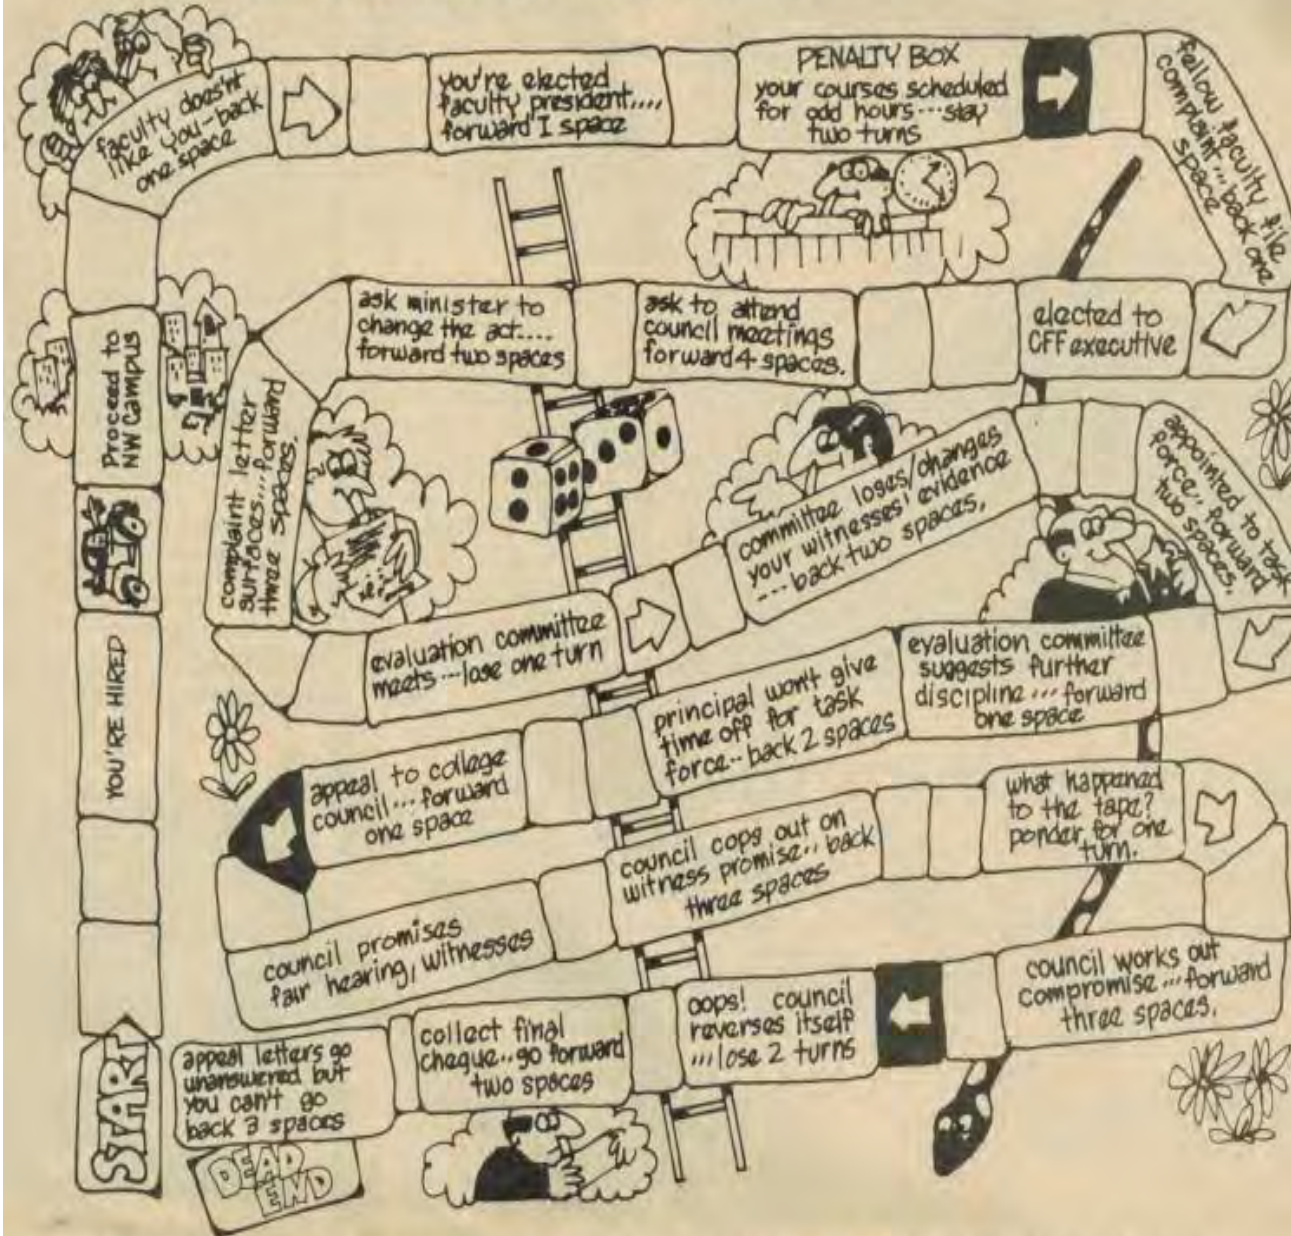 START
YOU'RE HIRED
Proceed to
NW Campus
faculty does'nt
like you-back
one space
you're elected
faculty president....
forward 1 space
PENALTY BOX
your courses scheduled
for odd hours...stay
two turns
fellow faculty file
complaint...back one
space
elected to
CFF executive
ask to attend
council meetings
forward 4 spaces.
ask minister to
change the act....
forward two spaces
complaint letter
surfaces...forward
three spaces.
evaluation committee
meets...lose one turn
committee loses/changes
your witnesses' evidence
... back two spaces.
appointed to task
force.. forward
two spaces.
evaluation committee
suggests further
discipline ... forward
one space
principal won't give
time off for task
force.. back 2 spaces
appeal to college
council... forward
one space
council promises
fair hearing, witnesses
council cops out on
witness promise.. back
three spaces
what happened
to the tape?
ponder for one
turn.
council works out
compromise ... forward
three spaces.
oops! council
reverses itself
... lose 2 turns
collect final
cheque.. go forward
two spaces
appeal letters go
unanswered but
you can't go
back 3 spaces
DEAD
END